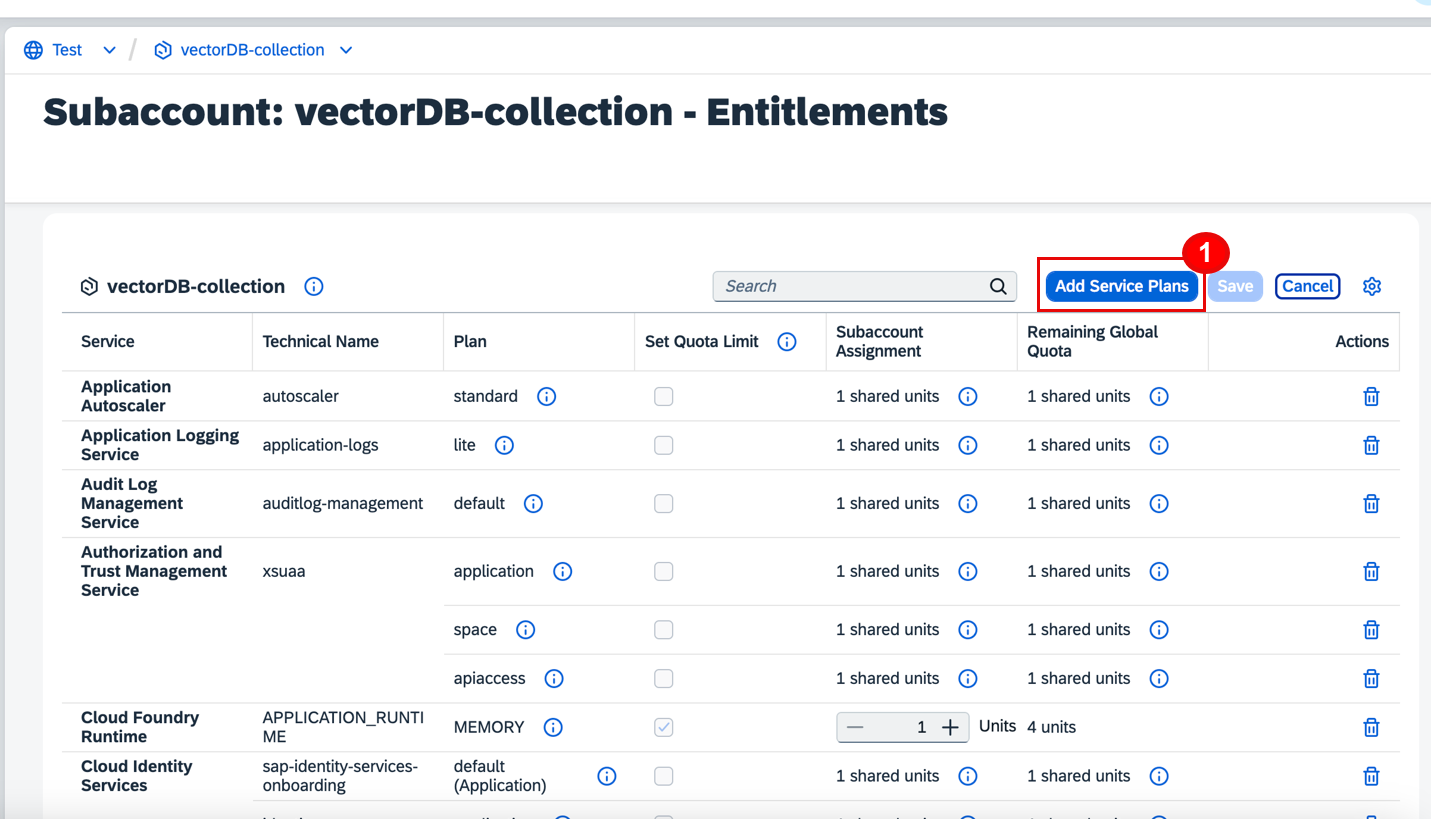 Test / vectorDB-collection
Subaccount: vectorDB-collection - Entitlements
1
vectorDB-collection Search Add Service Plans Save Cancel
Service Technical Name Plan Set Quota Limit Subaccount Assignment Remaining Global Quota Actions
Application Autoscaler autoscaler standard 1 shared units 1 shared units
Application Logging Service application-logs lite 1 shared units 1 shared units
Audit Log Management Service auditlog-management default 1 shared units 1 shared units
Authorization and Trust Management Service xsuaa application 1 shared units 1 shared units
space 1 shared units 1 shared units
apiaccess 1 shared units 1 shared units
Cloud Foundry Runtime APPLICATION_RUNTIME MEMORY 1 Units 4 units
Cloud Identity Services sap-identity-services-onboarding default (Application) 1 shared units 1 shared units